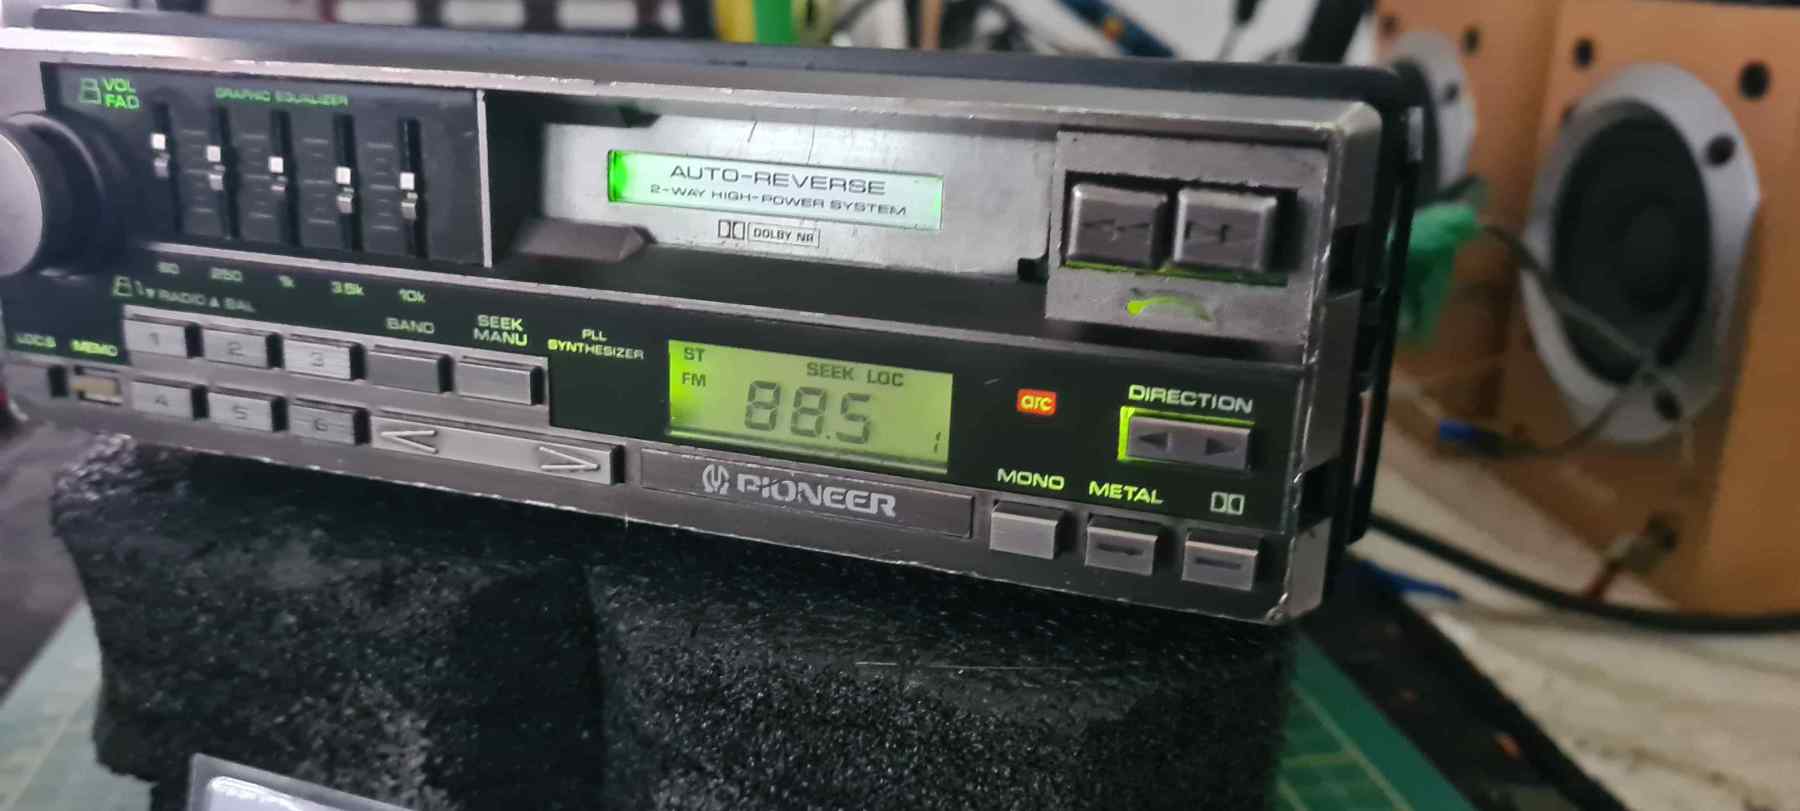 VOL
FAD
GRAPHIC EQUALIZER
AUTO-REVERSE
2-WAY HIGH-POWER SYSTEM
DOLBY NR
60 250 1k 3.5k 10k
RADIO BAL
BAND
SEEK
MANU
PLL
SYNTHESIZER
MEMO
1 2 3
4 5 6
ST
FM
SEEK LOC
88.5
1
arc
DIRECTION
PIONEER
MONO METAL